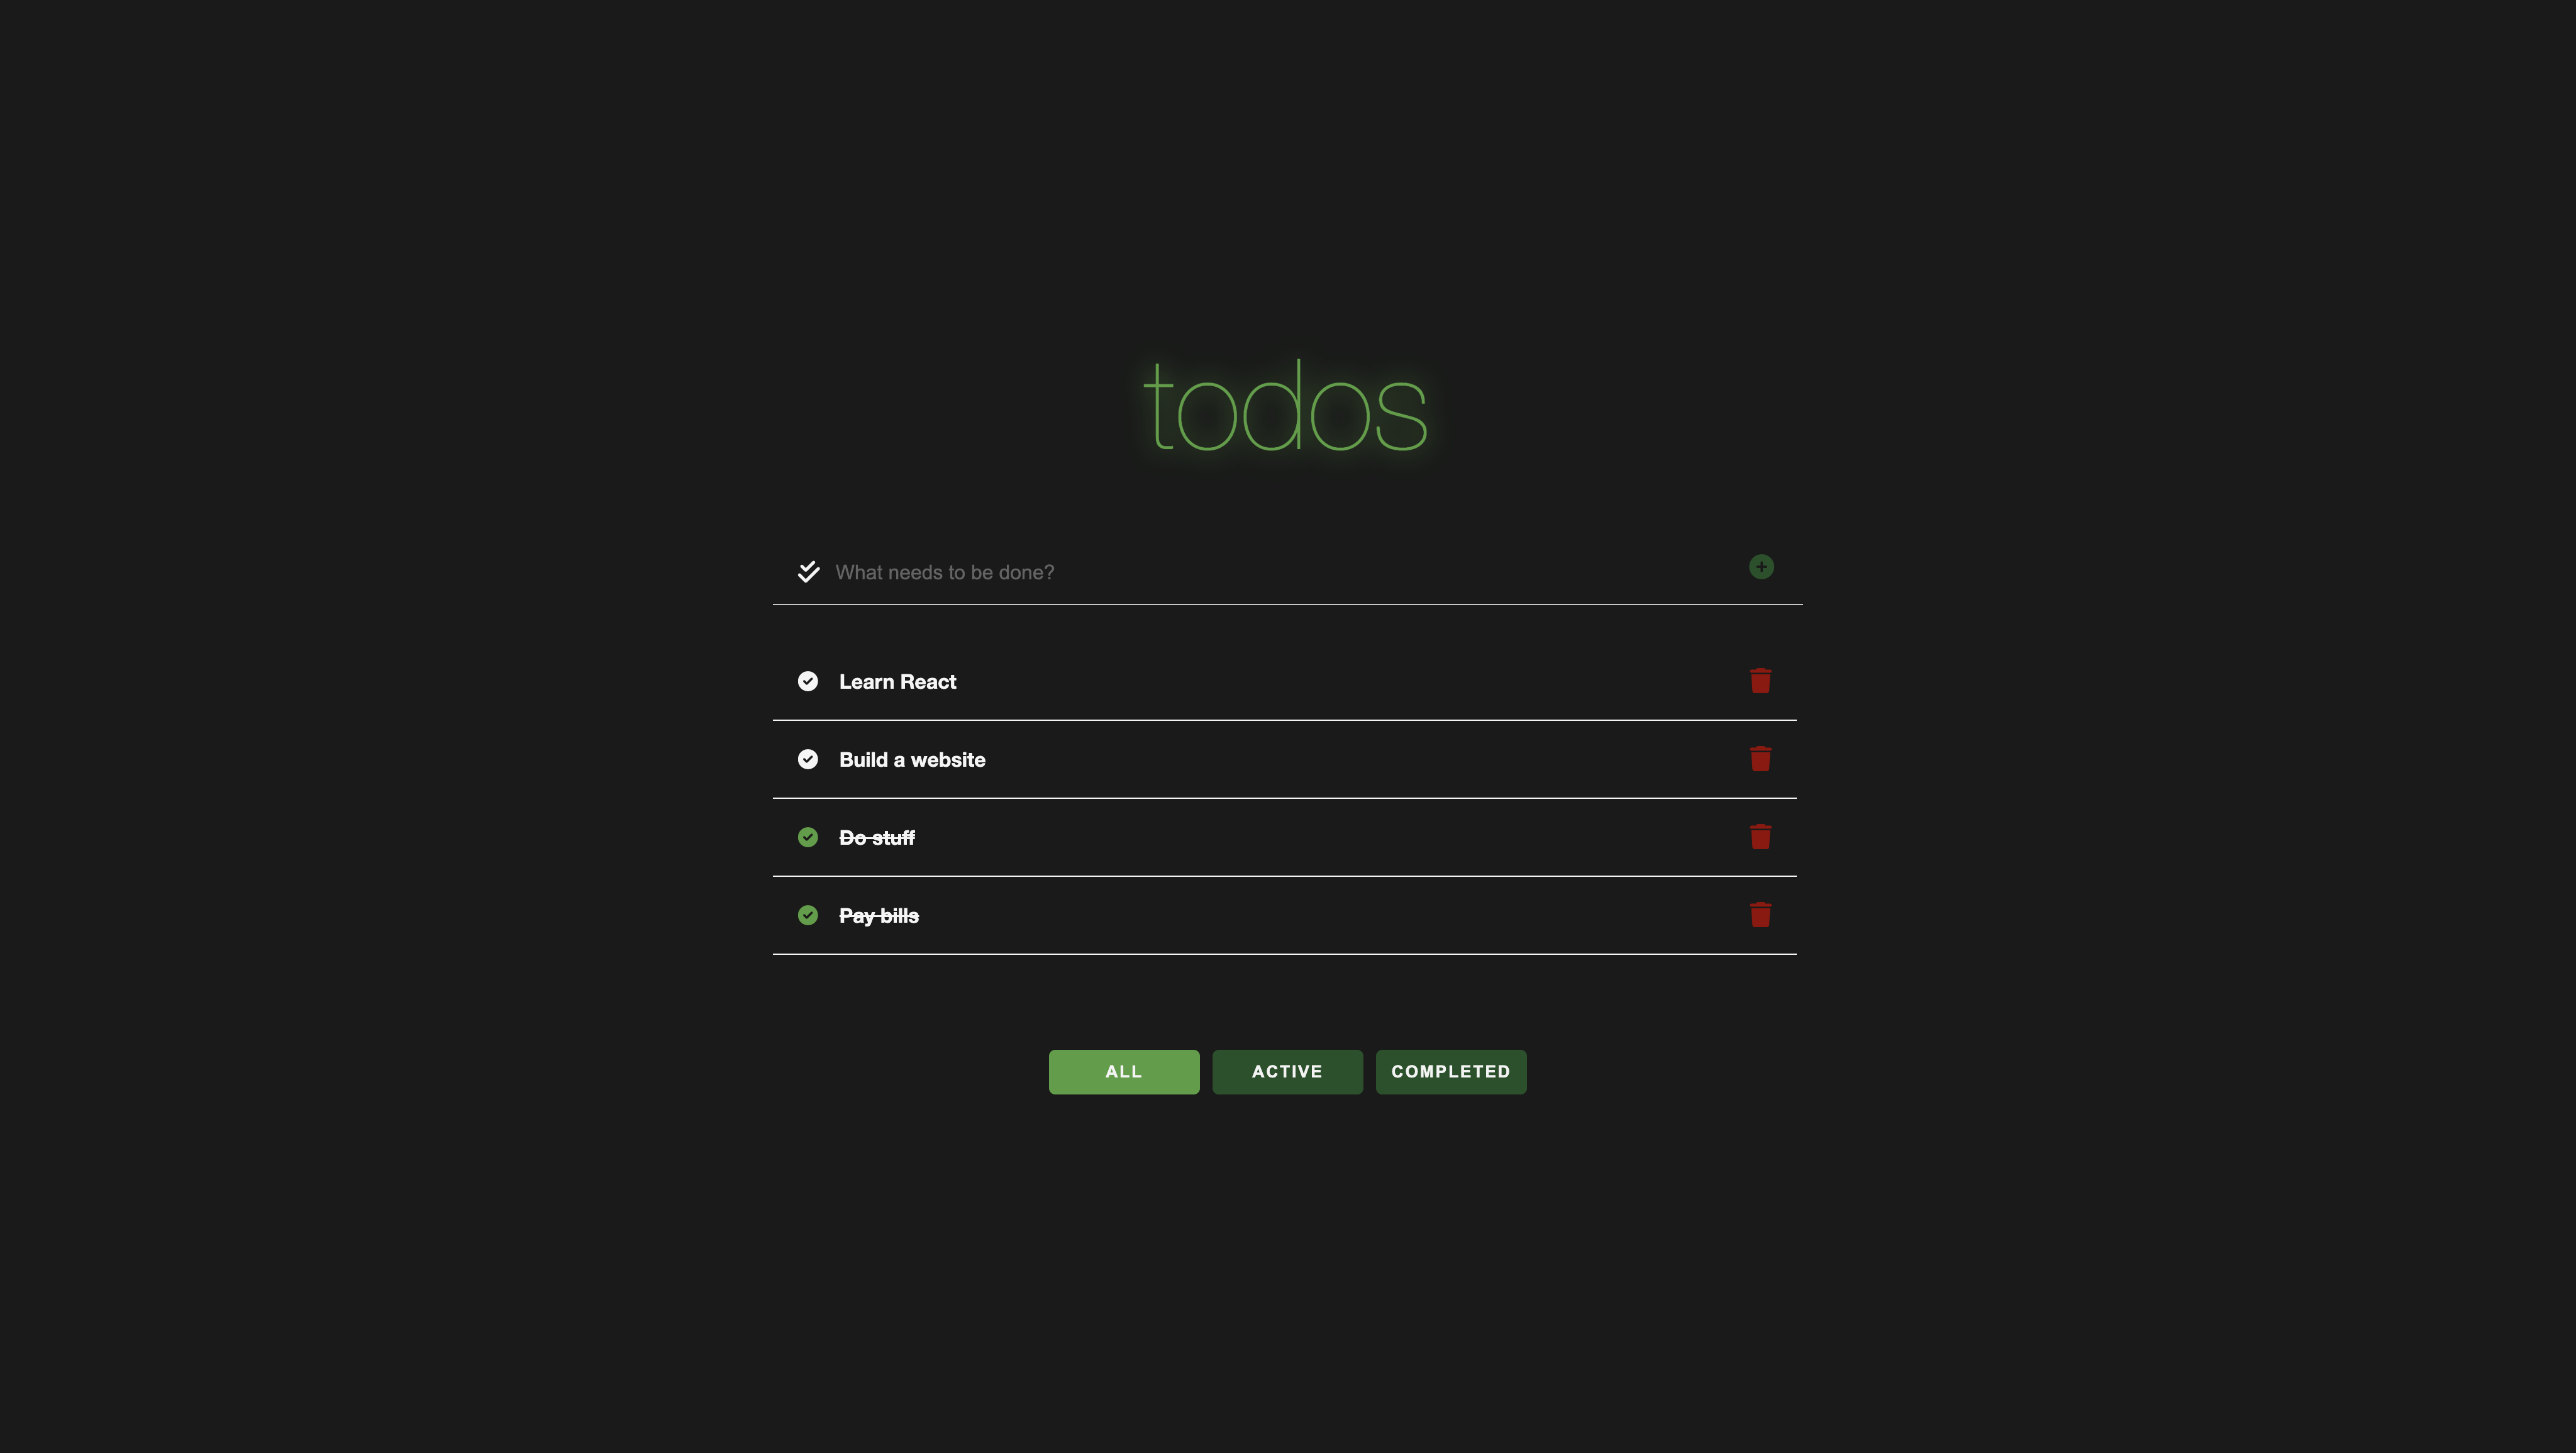 todos
What needs to be done?
Learn React
Build a website
Do stuff
Pay bills
ALL ACTIVE COMPLETED